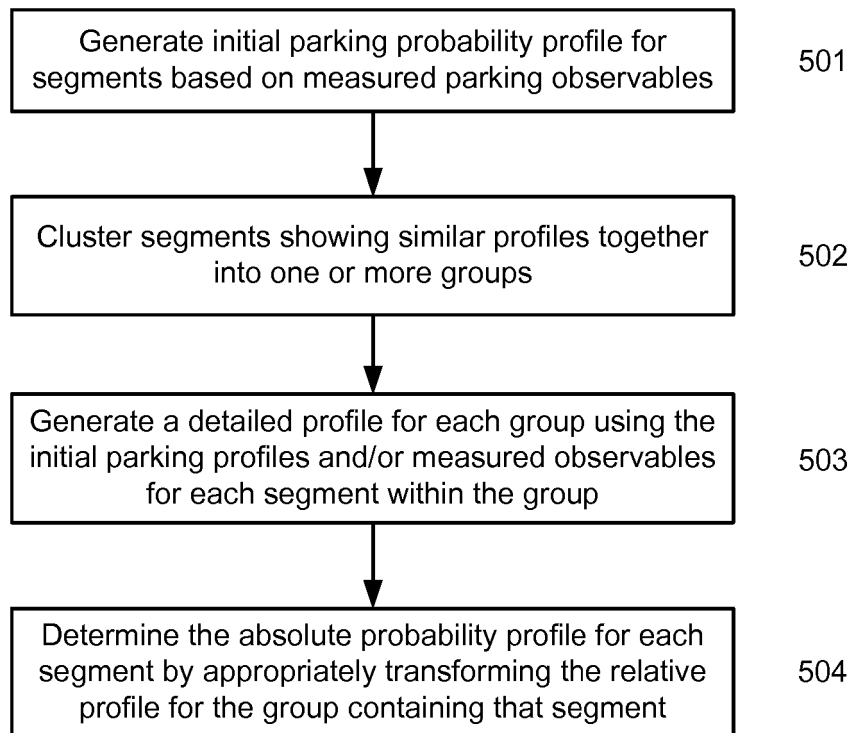 Generate initial parking probability profile for
segments based on measured parking observables
501
Cluster segments showing similar profiles together
into one or more groups
502
Generate a detailed profile for each group using the
initial parking profiles and/or measured observables
for each segment within the group
503
Determine the absolute probability profile for each
segment by appropriately transforming the relative
profile for the group containing that segment
504